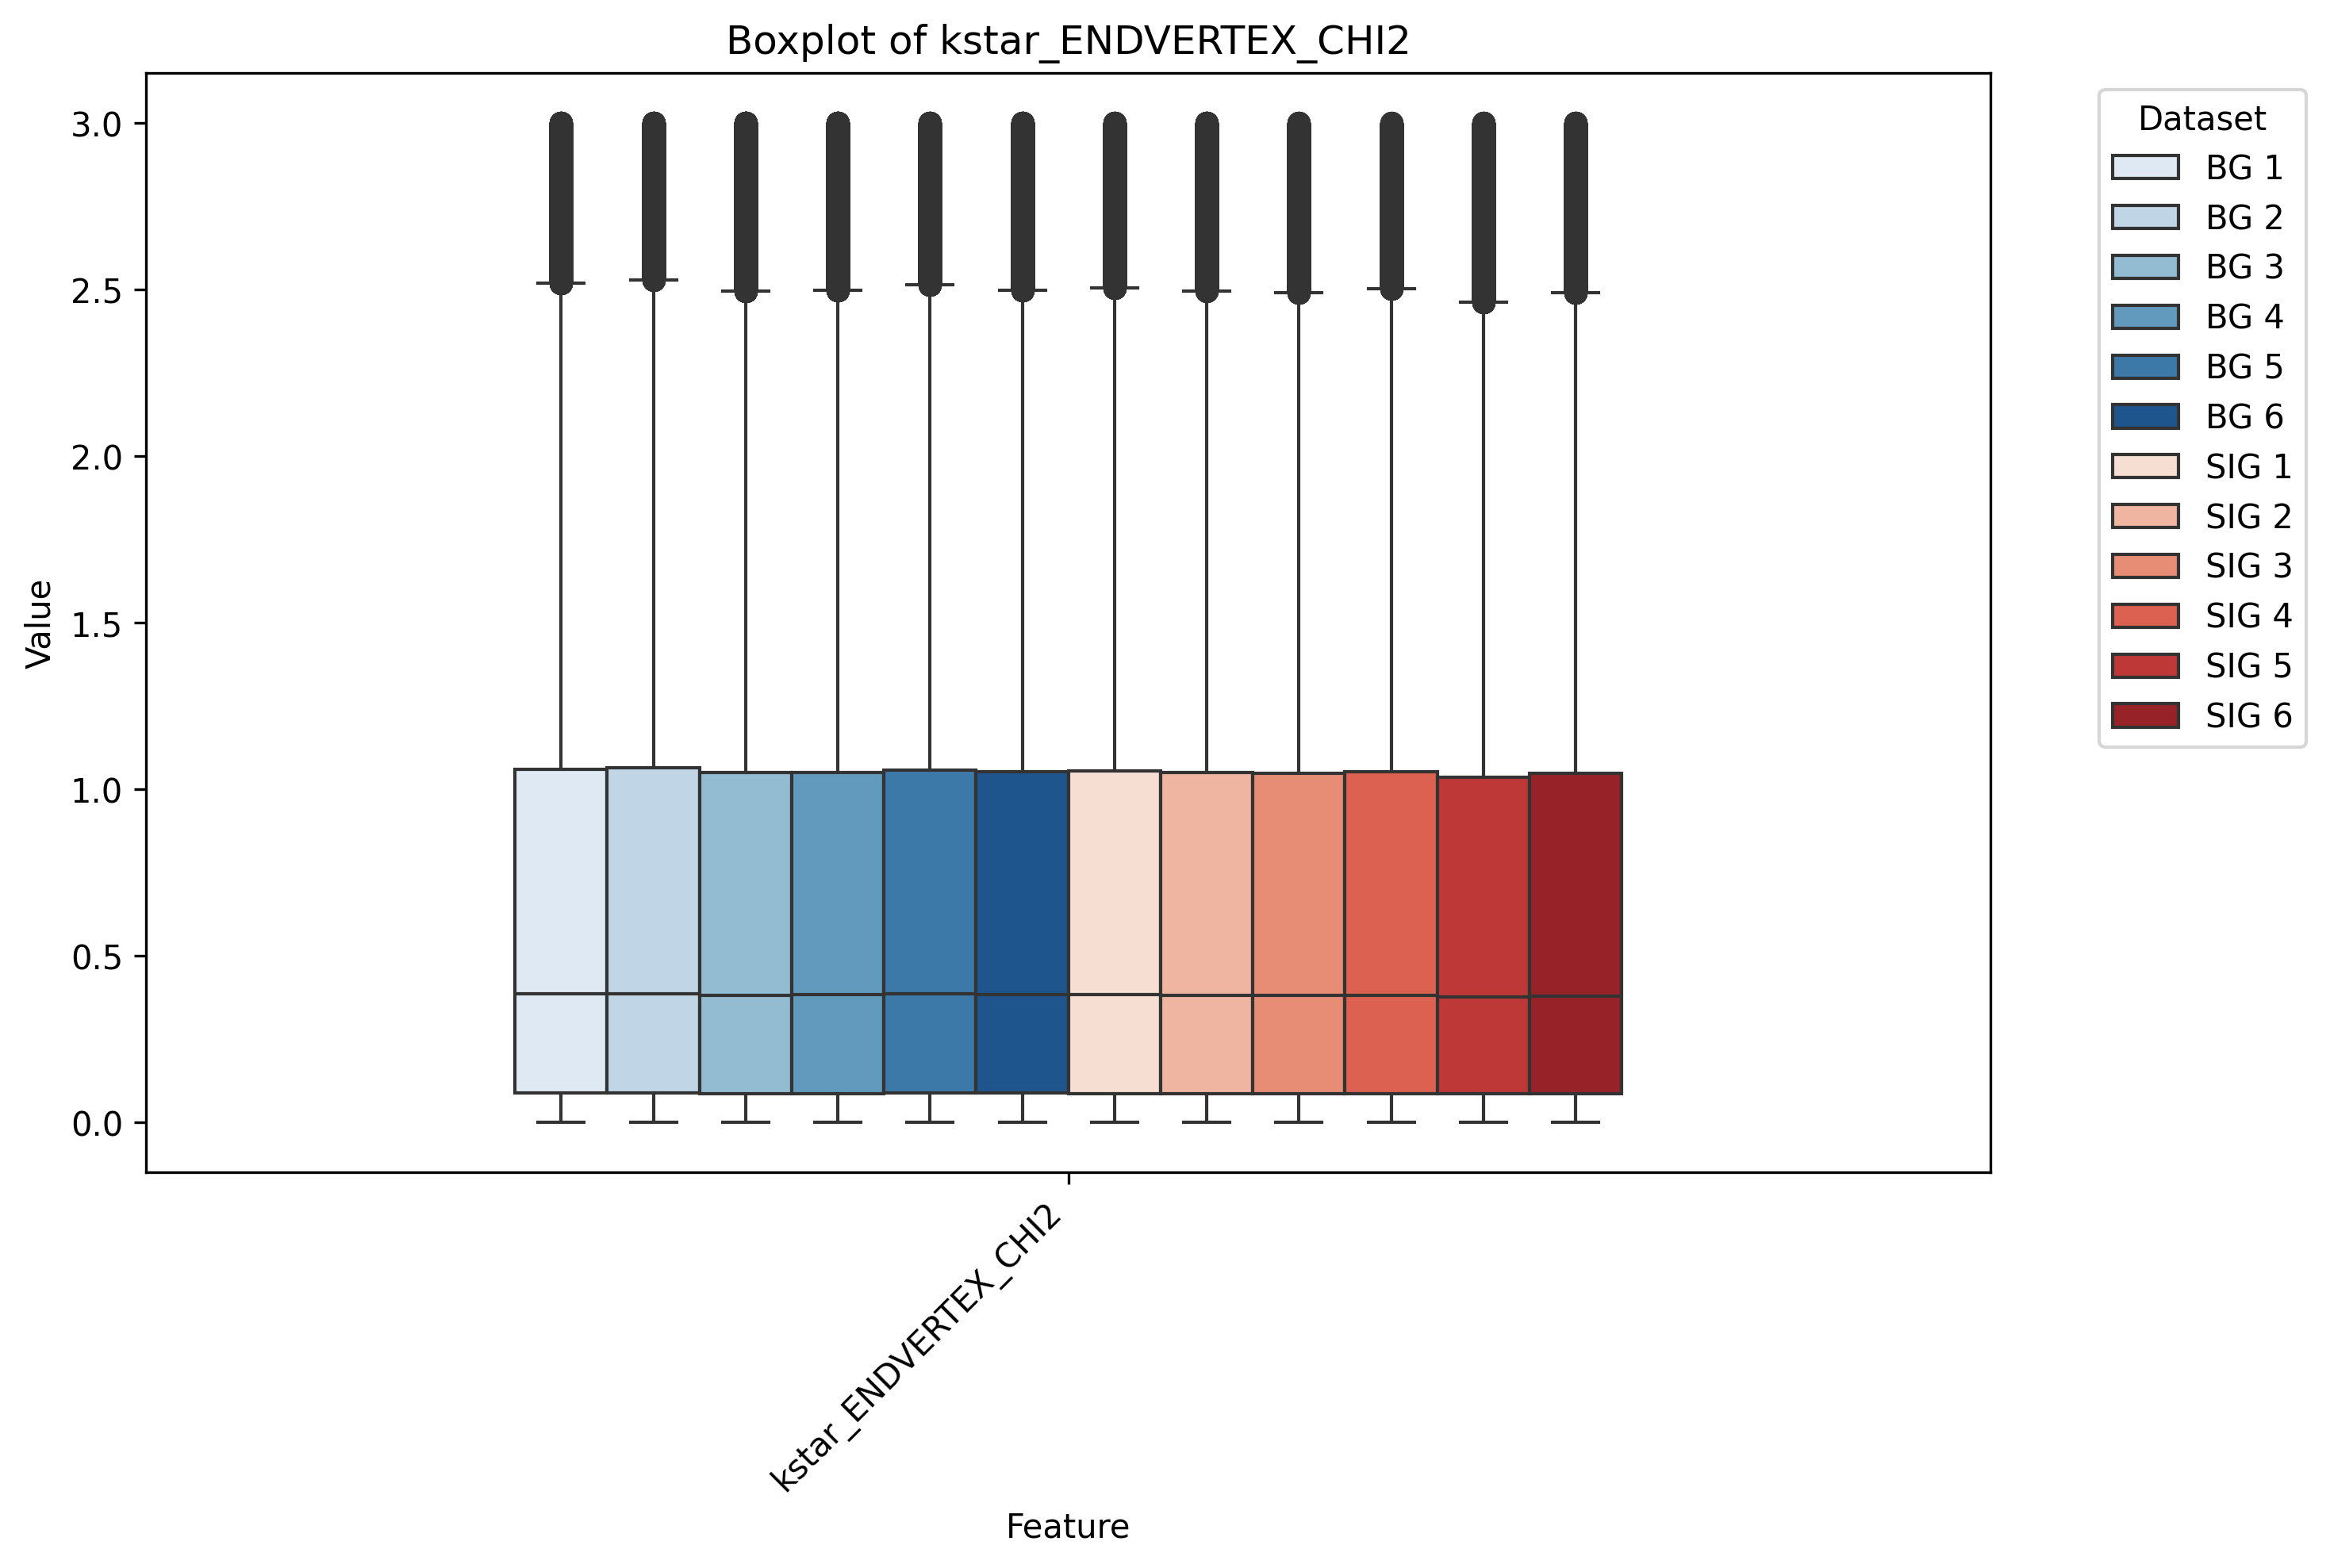 Boxplot of kstar_ENDVERTEX_CHI2
Value
3.0
2.5
2.0
1.5
1.0
0.5
0.0
kstar_ENDVERTEX_CHI2
Feature
Dataset
BG 1
BG 2
BG 3
BG 4
BG 5
BG 6
SIG 1
SIG 2
SIG 3
SIG 4
SIG 5
SIG 6